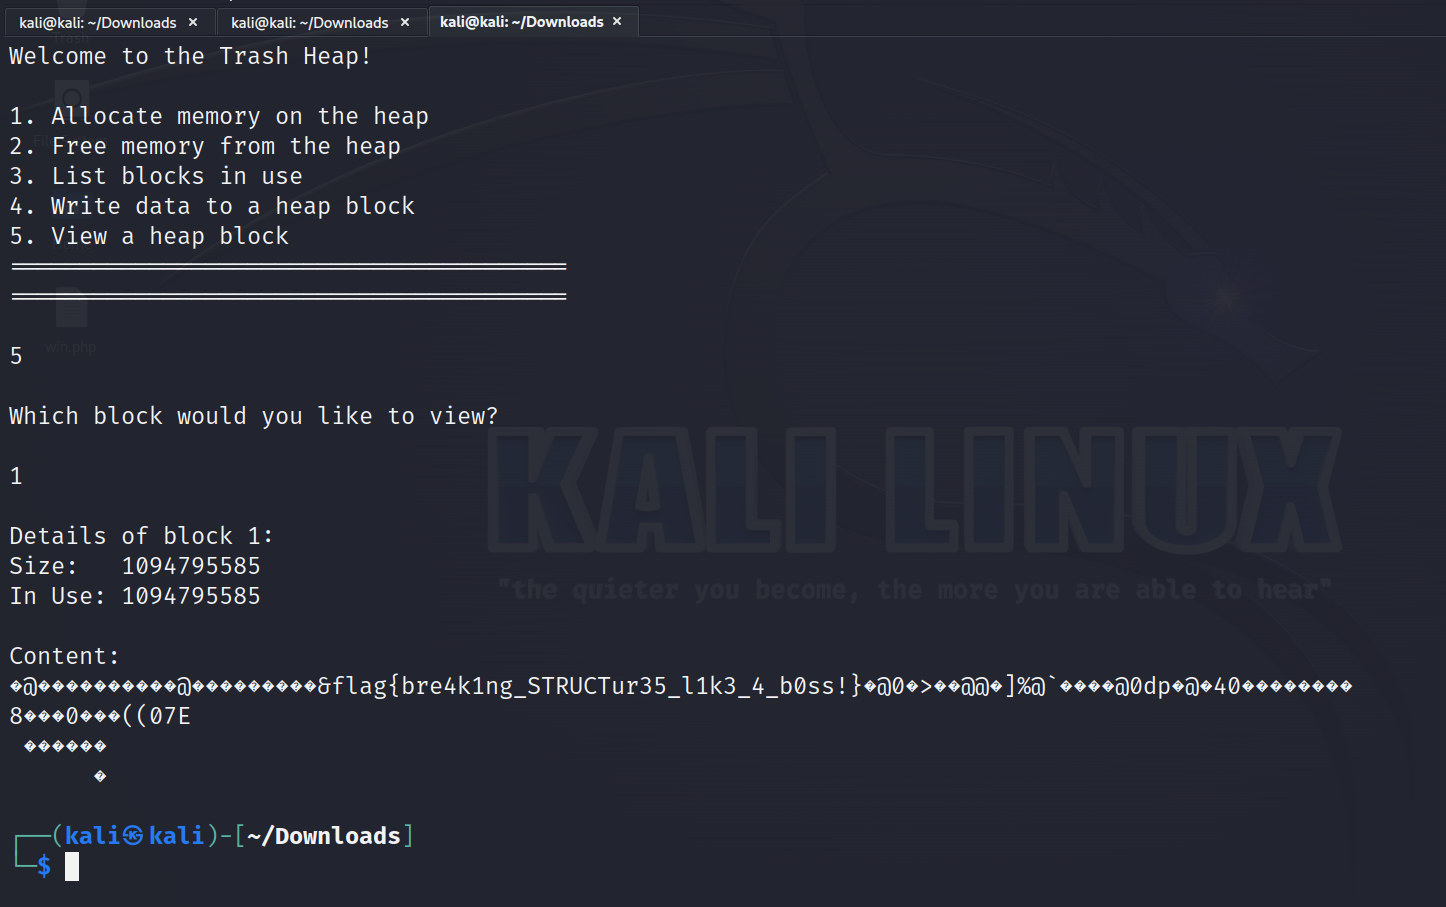 kali@kali: ~/Downloads × kali@kali: ~/Downloads × kali@kali: ~/Downloads ×
Welcome to the Trash Heap!
1. Allocate memory on the heap
2. Free memory from the heap
3. List blocks in use
4. Write data to a heap block
5. View a heap block
========================================
========================================
win.php
5
Which block would you like to view?
KALI LINUX
1
Details of block 1:
Size: 1094795585
In Use: 1094795585
"the quieter you become, the more you are able to hear"
Content:
�@����������@���������&flag{bre4k1ng_STRUCTur35_l1k3_4_b0ss!}�@0�>��@@�]%@`����@0dp�@�40��������
8���0���((07E
������
�
┌──(kali㉿kali)-[~/Downloads]
└─$